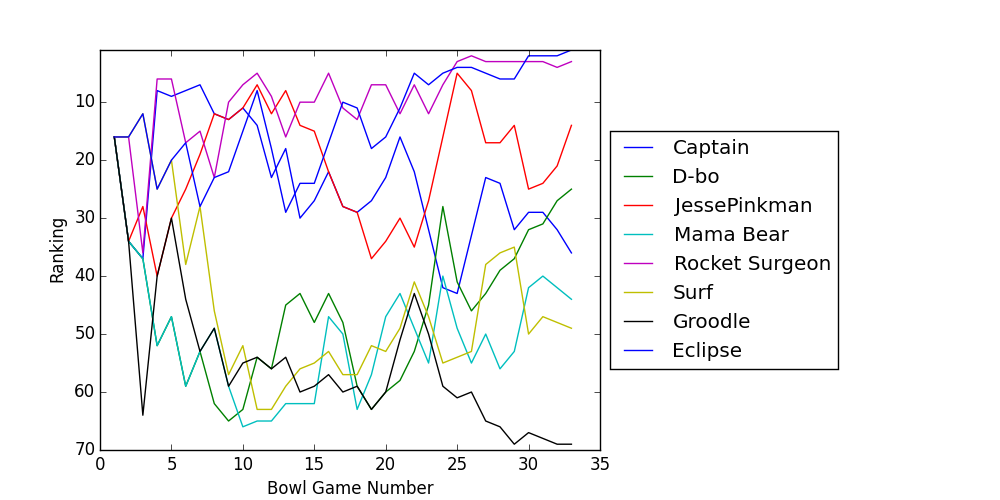 10
20
30
40
50
60
70
Ranking
0 5 10 15 20 25 30 35
Bowl Game Number
Captain
D-bo
JessePinkman
Mama Bear
Rocket Surgeon
Surf
Groodle
Eclipse